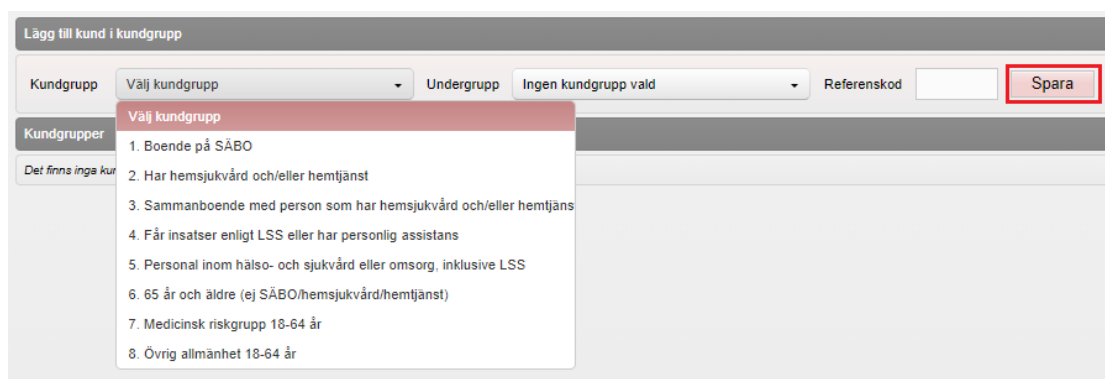 Lägg till kund i kundgrupp
Kundgrupp Välj kundgrupp Undergrupp Ingen kundgrupp vald Referenskod Spara
Välj kundgrupp
Kundgrupper
1. Boende på SÄBO
Det finns inga
2. Har hemsjukvård och/eller hemtjänst
3. Sammanboende med person som har hemsjukvård och/eller hemtjäns
4. Får insatser enligt LSS eller har personlig assistans
5. Personal inom hälso- och sjukvård eller omsorg, inklusive LSS
6. 65 år och äldre (ej SÄBO/hemsjukvård/hemtjänst)
7. Medicinsk riskgrupp 18-64 år
8. Övrig allmänhet 18-64 år